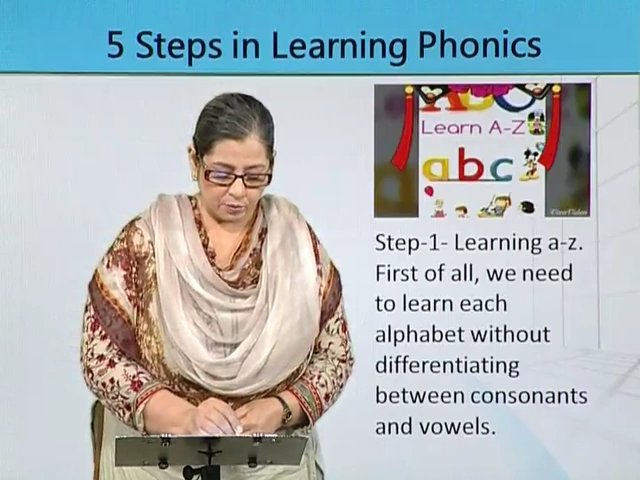 5 Steps in Learning Phonics
Learn A-Z
abc
Step-1- Learning a-z.
First of all, we need
to learn each
alphabet without
differentiating
between consonants
and vowels.